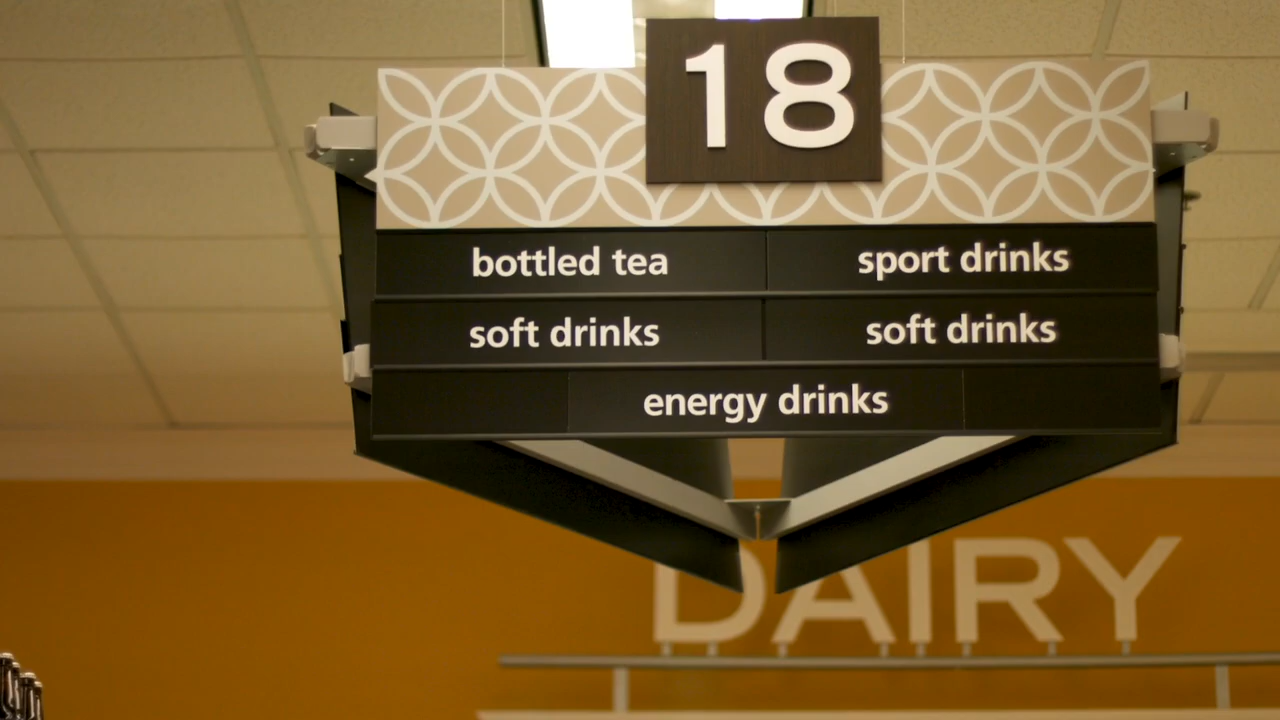 18
bottled tea sport drinks
soft drinks soft drinks
energy drinks
DAIRY